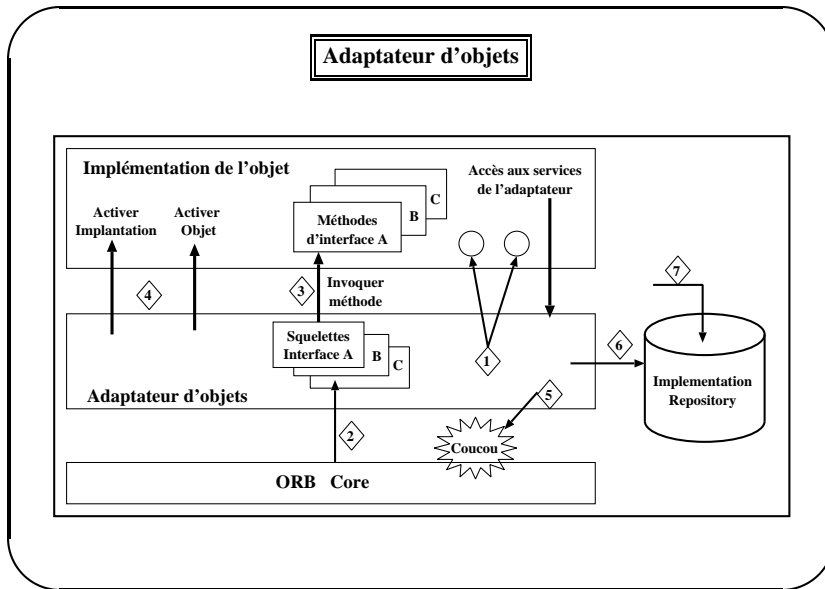 Adaptateur d'objets
Implémentation de l'objet
Accès aux services
de l'adaptateur
Activer
Implantation
Activer
Objet
Méthodes
d'interface A
B
C
4
3
Invoquer
méthode
7
Squelettes
Interface A
B
C
1
6
Implementation
Repository
Adaptateur d'objets
5
2
Coucou
ORB Core